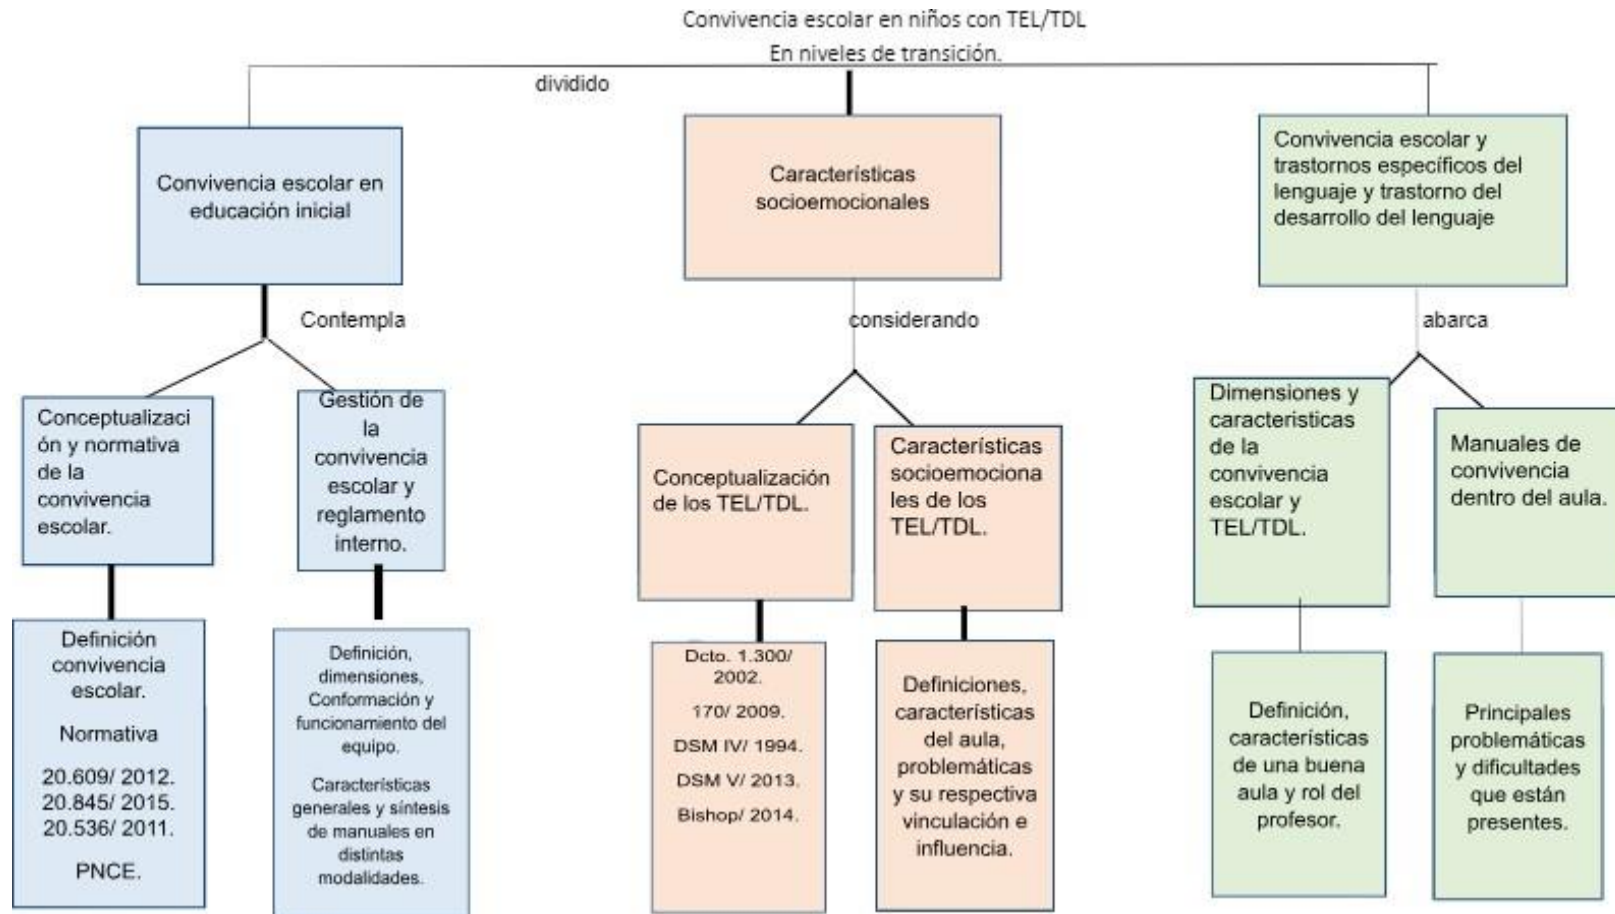 Convivencia escolar en niños con TEL/TDL
En niveles de transición.
dividido
Convivencia escolar en
educación inicial
Características
socioemocionales
Convivencia escolar y
trastornos específicos del
lenguaje y trastorno del
desarrollo del lenguaje
Contempla
considerando
abarca
Conceptualizaci
ón y normativa
de la
convivencia
escolar.
Gestión de
la
convivencia
escolar y
reglamento
interno.
Conceptualización
de los TEL/TDL.
Características
socioemociona
les de los
TEL/TDL.
Dimensiones y
características
de la
convivencia
escolar y
TEL/TDL.
Manuales de
convivencia
dentro del aula.
Definición
convivencia
escolar.
Normativa
20.609/ 2012.
20.845/ 2015.
20.536/ 2011.
PNCE.
Definición,
dimensiones,
Conformación y
funcionamiento del
equipo.
Características
generales y síntesis
de manuales en
distintas
modalidades.
Dcto. 1.300/
2002.
170/ 2009.
DSM IV/ 1994.
DSM V/ 2013.
Bishop/ 2014.
Definiciones,
características
del aula,
problemáticas
y su respectiva
vinculación e
influencia.
Definición,
características
de una buena
aula y rol del
profesor.
Principales
problemáticas
y dificultades
que están
presentes.